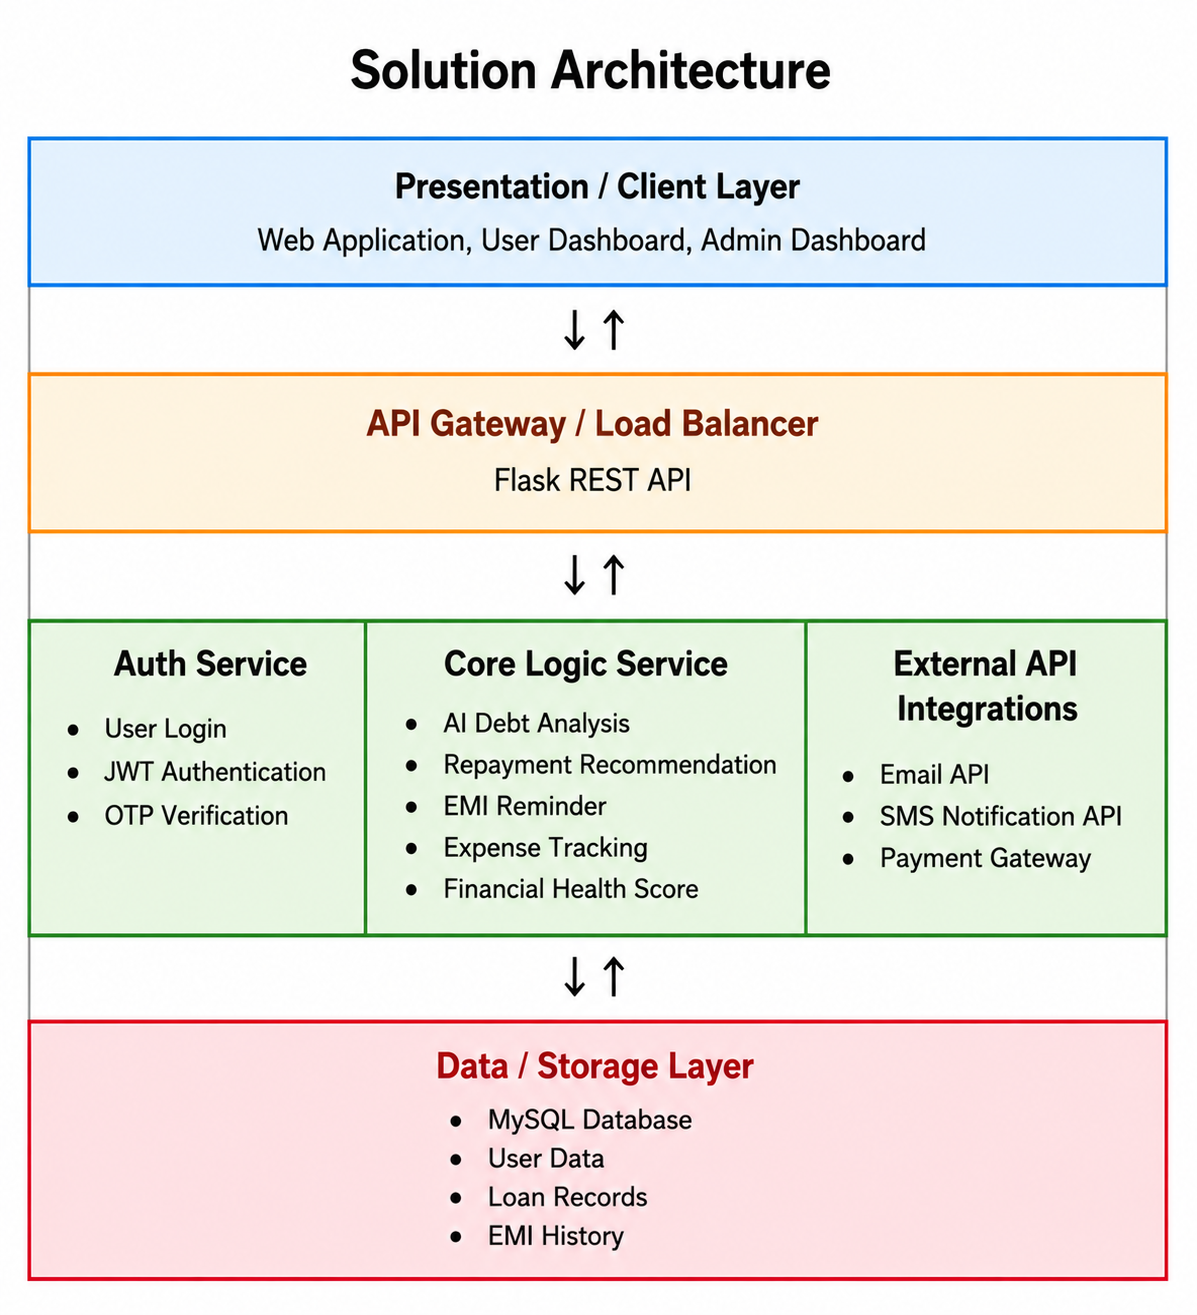 Solution Architecture
Presentation / Client Layer
Web Application, User Dashboard, Admin Dashboard
↓ ↑
API Gateway / Load Balancer
Flask REST API
↓ ↑
Auth Service
• User Login
• JWT Authentication
• OTP Verification
Core Logic Service
• AI Debt Analysis
• Repayment Recommendation
• EMI Reminder
• Expense Tracking
• Financial Health Score
External API
Integrations
• Email API
• SMS Notification API
• Payment Gateway
↓ ↑
Data / Storage Layer
• MySQL Database
• User Data
• Loan Records
• EMI History